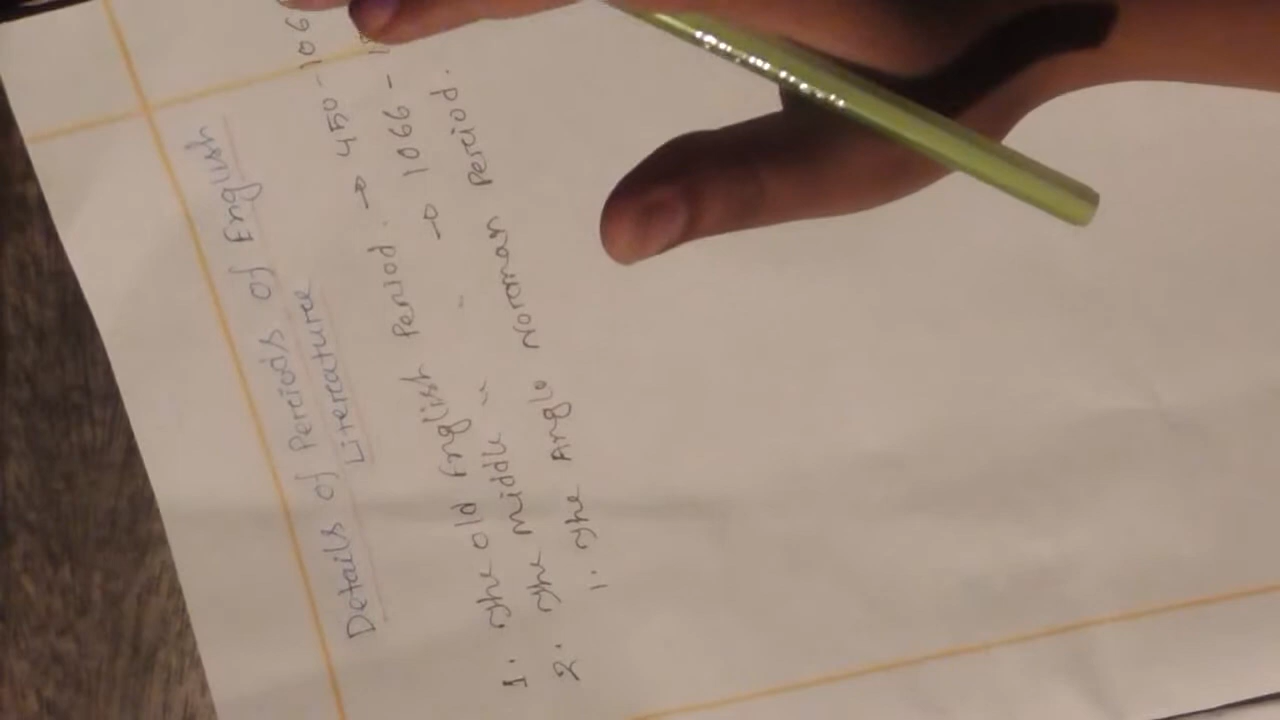 Details of Periods of English
Literature
1. The old English Period. → 450-106
2. The middle " " → 1066 - 1
1. The Anglo Norman Period.